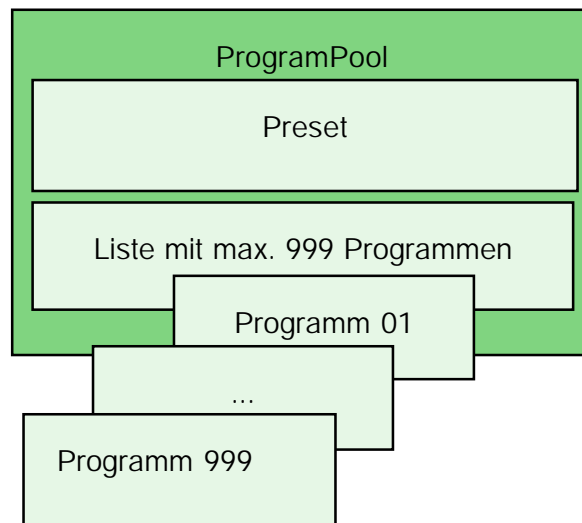 ProgramPool
Preset
Liste mit max. 999 Programmen
Programm 01
...
Programm 999